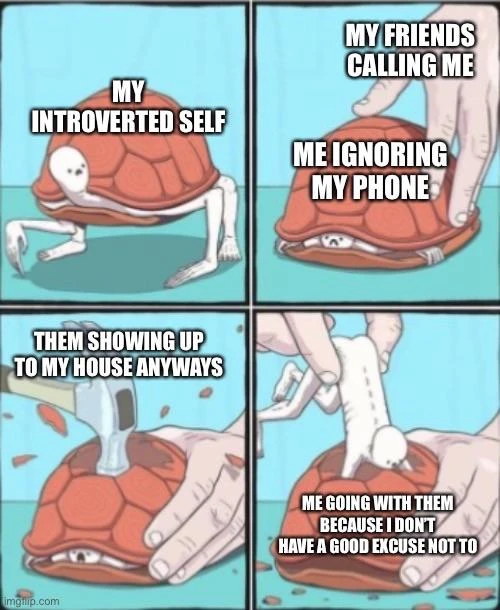 MY
INTROVERTED SELF
MY FRIENDS
CALLING ME
ME IGNORING
MY PHONE
THEM SHOWING UP
TO MY HOUSE ANYWAYS
ME GOING WITH THEM
BECAUSE I DON'T
HAVE A GOOD EXCUSE NOT TO
imgflip.com